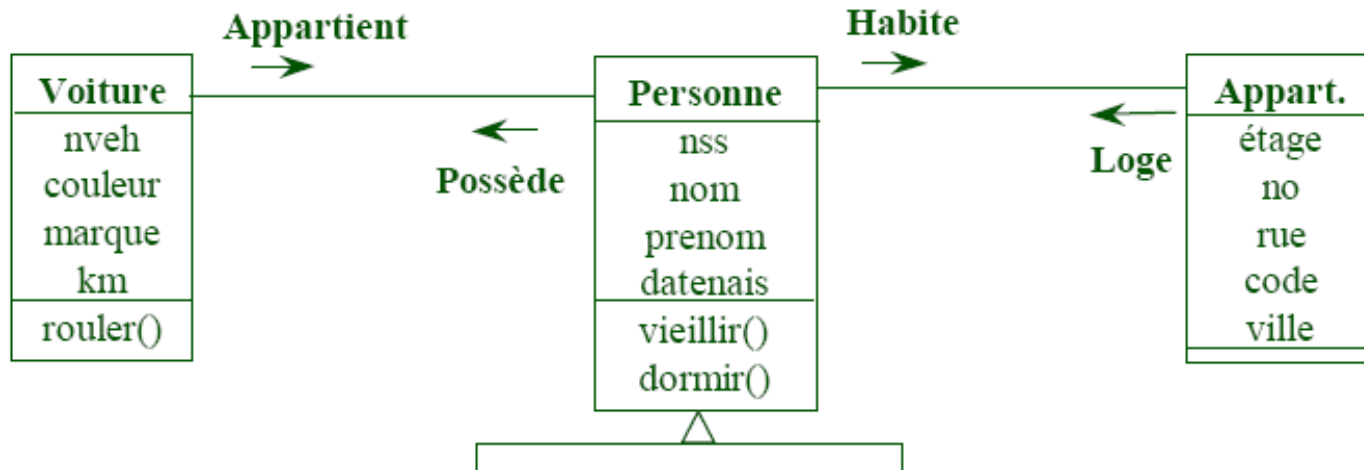 Appartient
Habite
Voiture
nveh
couleur
marque
km
rouler()
Possède
Personne
nss
nom
prenom
datenais
vieillir()
dormir()
Loge
Appart.
étage
no
rue
code
ville